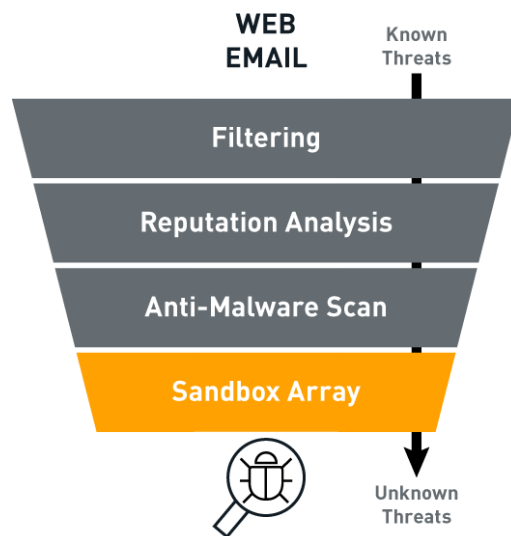 WEB
EMAIL
Known
Threats
Filtering
Reputation Analysis
Anti-Malware Scan
Sandbox Array
Unknown
Threats